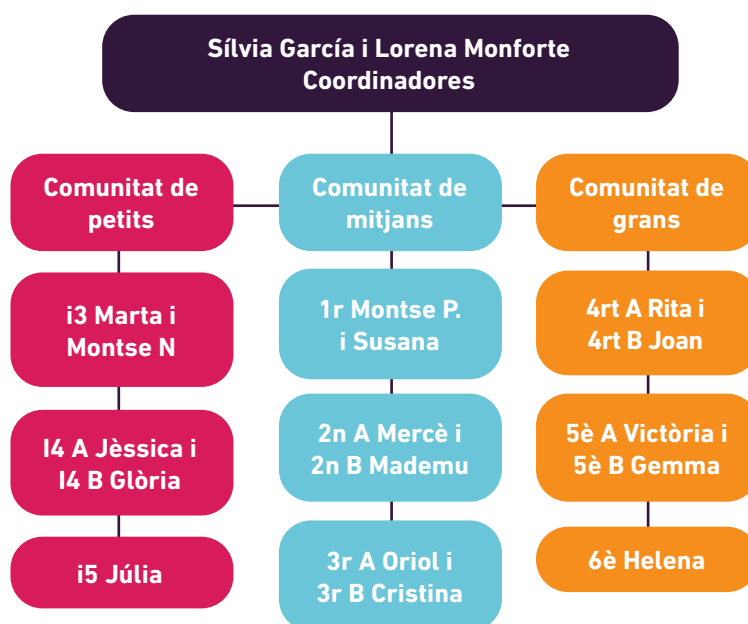 Sílvia García i Lorena Monforte
Coordinadores
Comunitat de
petits
Comunitat de
mitjans
Comunitat de
grans
i3 Marta i
Montse N
1r Montse P.
i Susana
4rt A Rita i
4rt B Joan
I4 A Jèssica i
I4 B Glòria
2n A Mercè i
2n B Mademu
5è A Victòria i
5è B Gemma
i5 Júlia
3r A Oriol i
3r B Cristina
6è Helena